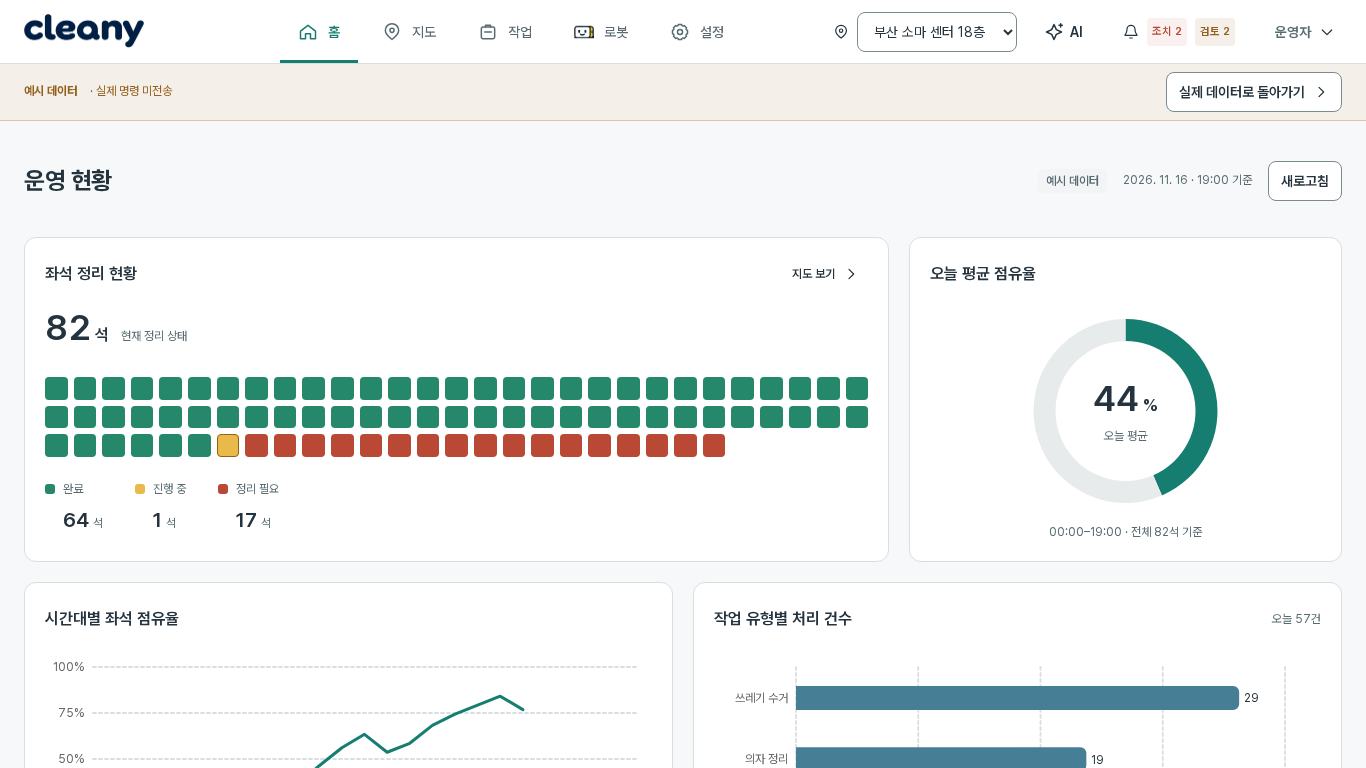 cleany
홈
지도
작업
로봇
설정
부산 소마 센터 18층
AI
조치 2
검토 2
운영자
예시 데이터 · 실제 명령 미전송
실제 데이터로 돌아가기
운영 현황
예시 데이터
2026. 11. 16 · 19:00 기준
새로고침
좌석 정리 현황
지도 보기
82 석 현재 정리 상태
완료
진행 중
정리 필요
64 석
1 석
17 석
오늘 평균 점유율
44 %
오늘 평균
00:00–19:00 · 전체 82석 기준
시간대별 좌석 점유율
100%
75%
50%
작업 유형별 처리 건수
오늘 57건
쓰레기 수거
29
의자 정리
19